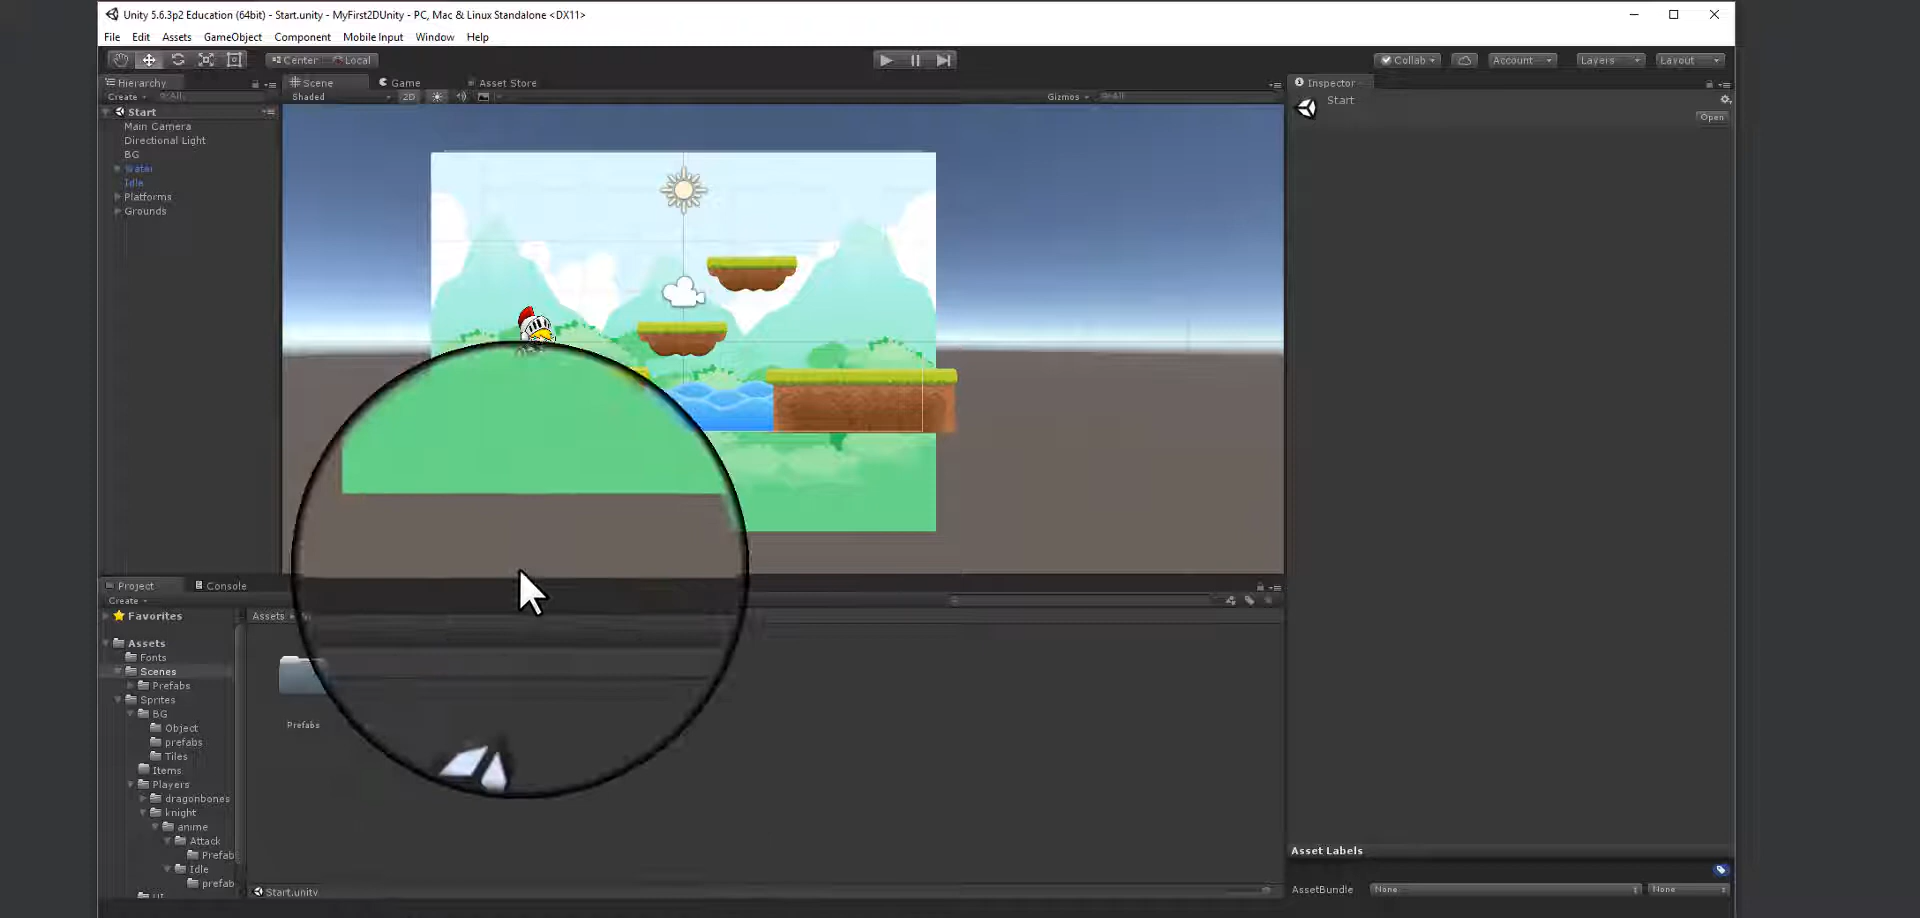 Unity 5.6.3p2 Education (64bit) - Start.unity - MyFirst2DUnity - PC, Mac & Linux Standalone <DX11>
File Edit Assets GameObject Component Mobile Input Window Help
Center Local Collab Account Layers Layout
Hierarchy Scene Game Asset Store Inspector
Create All Shaded 2D Gizmos All Start
Start Open
Main Camera
Directional Light
BG
Water
Idle
Platforms
Grounds
Project Console
Create
Favorites Assets
Assets
Fonts
Scenes
Prefabs
Sprites
BG
Prefabs
Object
prefabs
Tiles
Items
Players
dragonbones
knight
anime
Attack
Prefab
Idle
prefab
Start.unity
Asset Labels
AssetBundle None None